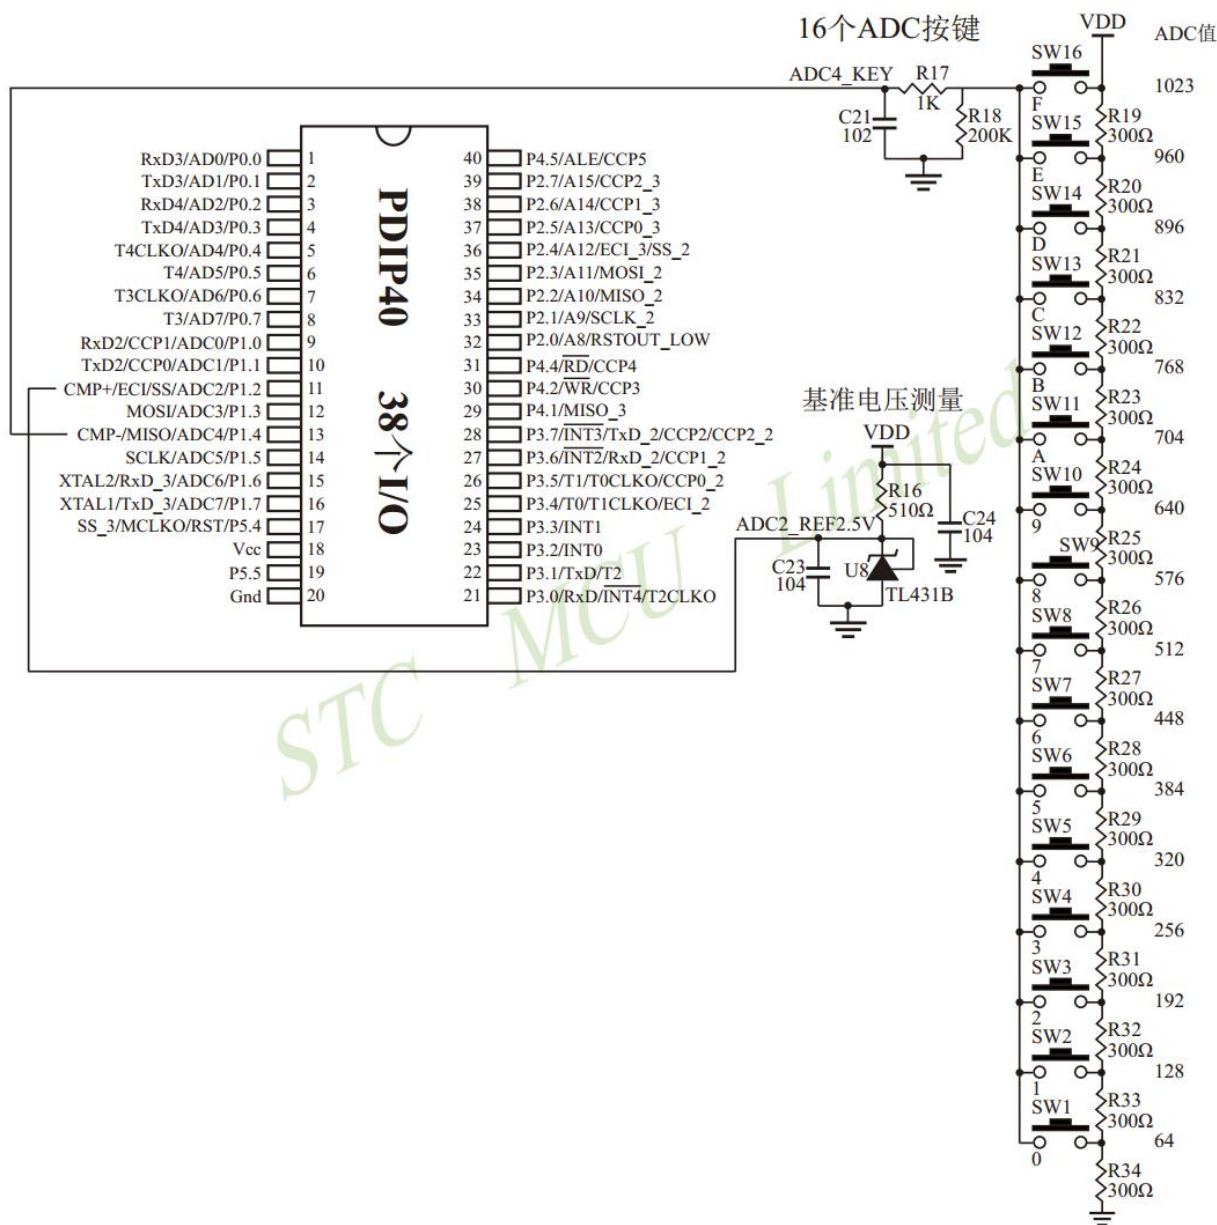 16个ADC按键
VDD
ADC值
ADC4_KEY
R17
1K
C21
102
R18
200K
SW16
F
1023
R19
300Ω
SW15
E
960
R20
300Ω
SW14
D
896
R21
300Ω
SW13
C
832
R22
300Ω
SW12
B
768
R23
300Ω
SW11
A
704
R24
300Ω
SW10
9
640
R25
300Ω
SW9
8
576
R26
300Ω
SW8
7
512
R27
300Ω
SW7
6
448
R28
300Ω
SW6
5
384
R29
300Ω
SW5
4
320
R30
300Ω
SW4
3
256
R31
300Ω
SW3
2
192
R32
300Ω
SW2
1
128
R33
300Ω
SW1
0
64
R34
300Ω
PDIP40 38个I/O
RxD3/AD0/P0.0 1
TxD3/AD1/P0.1 2
RxD4/AD2/P0.2 3
TxD4/AD3/P0.3 4
T4CLKO/AD4/P0.4 5
T4/AD5/P0.5 6
T3CLKO/AD6/P0.6 7
T3/AD7/P0.7 8
RxD2/CCP1/ADC0/P1.0 9
TxD2/CCP0/ADC1/P1.1 10
CMP+/ECI/SS/ADC2/P1.2 11
MOSI/ADC3/P1.3 12
CMP-/MISO/ADC4/P1.4 13
SCLK/ADC5/P1.5 14
XTAL2/RxD_3/ADC6/P1.6 15
XTAL1/TxD_3/ADC7/P1.7 16
SS_3/MCLKO/RST/P5.4 17
Vcc 18
P5.5 19
Gnd 20
40 P4.5/ALE/CCP5
39 P2.7/A15/CCP2_3
38 P2.6/A14/CCP1_3
37 P2.5/A13/CCP0_3
36 P2.4/A12/ECI_3/SS_2
35 P2.3/A11/MOSI_2
34 P2.2/A10/MISO_2
33 P2.1/A9/SCLK_2
32 P2.0/A8/RSTOUT_LOW
31 P4.4/RD/CCP4
30 P4.2/WR/CCP3
29 P4.1/MISO_3
28 P3.7/INT3/TxD_2/CCP2/CCP2_2
27 P3.6/INT2/RxD_2/CCP1_2
26 P3.5/T1/T0CLKO/CCP0_2
25 P3.4/T0/T1CLKO/ECI_2
24 P3.3/INT1
23 P3.2/INT0
22 P3.1/TxD/T2
21 P3.0/RxD/INT4/T2CLKO
基准电压测量
VDD
R16
510Ω
C24
104
ADC2_REF2.5V
C23
104
U8
TL431B
STC MCU Limited